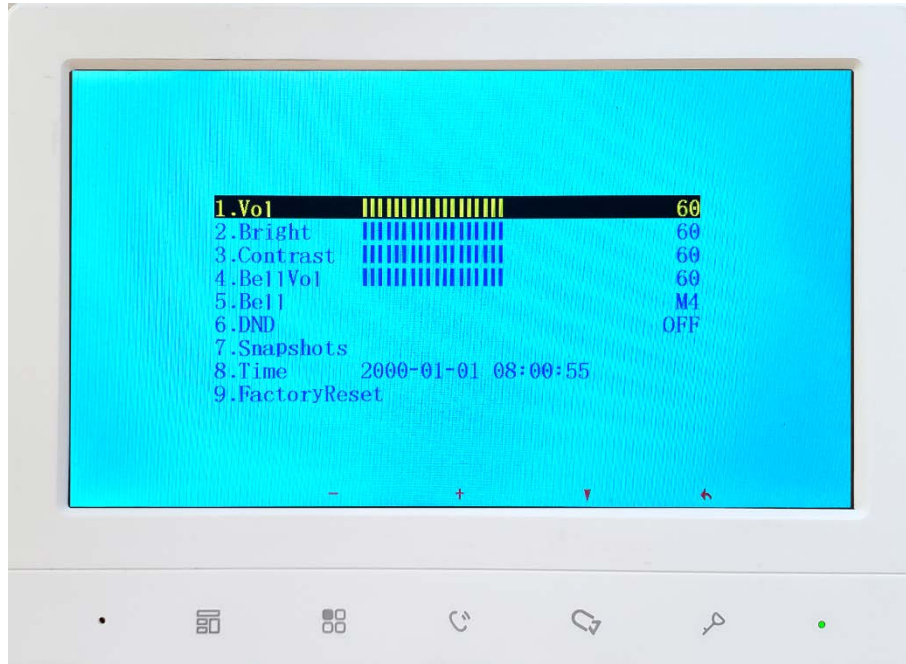 1.Vol 60
2.Bright 60
3.Contrast 60
4.BellVol 60
5.Bell M4
6.DND OFF
7.Snapshots
8.Time 2000-01-01 08:00:55
9.FactoryReset
- +